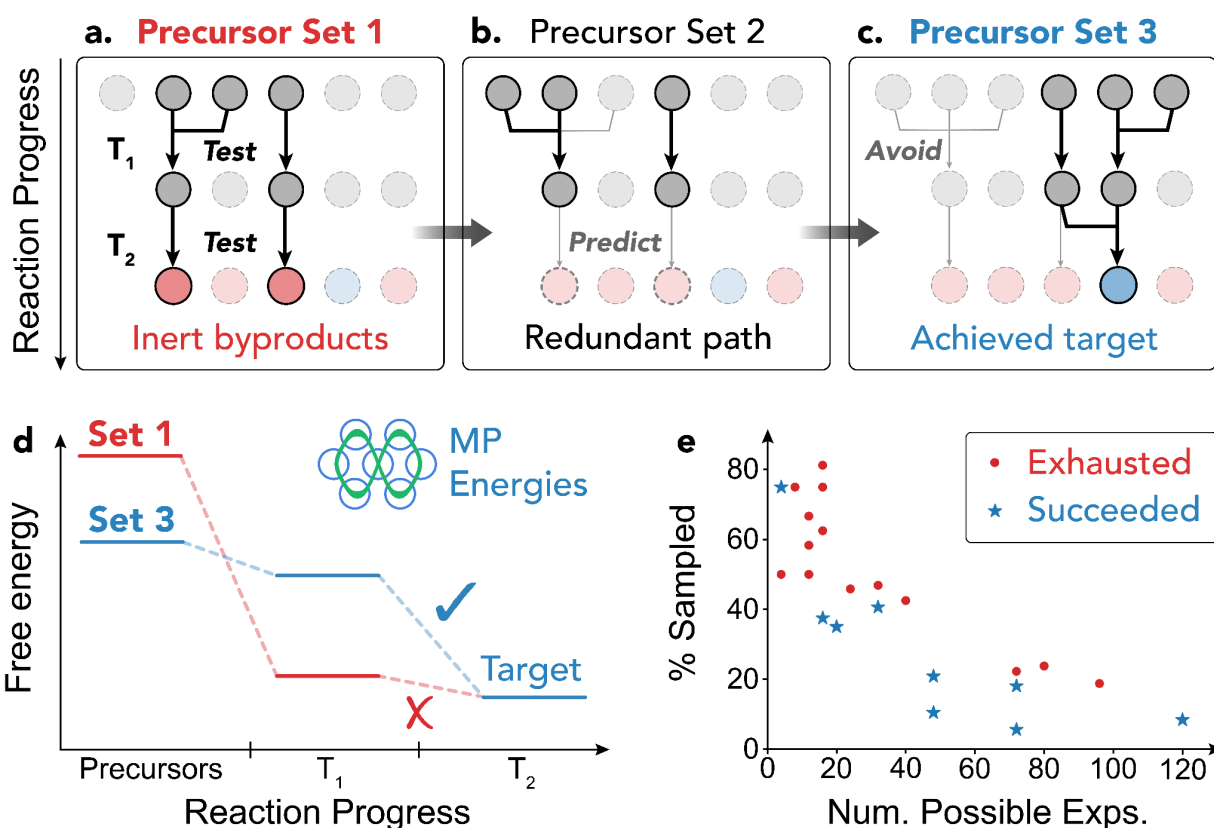 a. Precursor Set 1
b. Precursor Set 2
c. Precursor Set 3
Reaction Progress
T1
Test
T2
Test
Inert byproducts
Predict
Redundant path
Avoid
Achieved target
d
Set 1
Set 3
MP
Energies
Target
Free energy
Precursors
T1
T2
Reaction Progress
e
Exhausted
Succeeded
% Sampled
80
60
40
20
0
0 20 40 60 80 100 120
Num. Possible Exps.